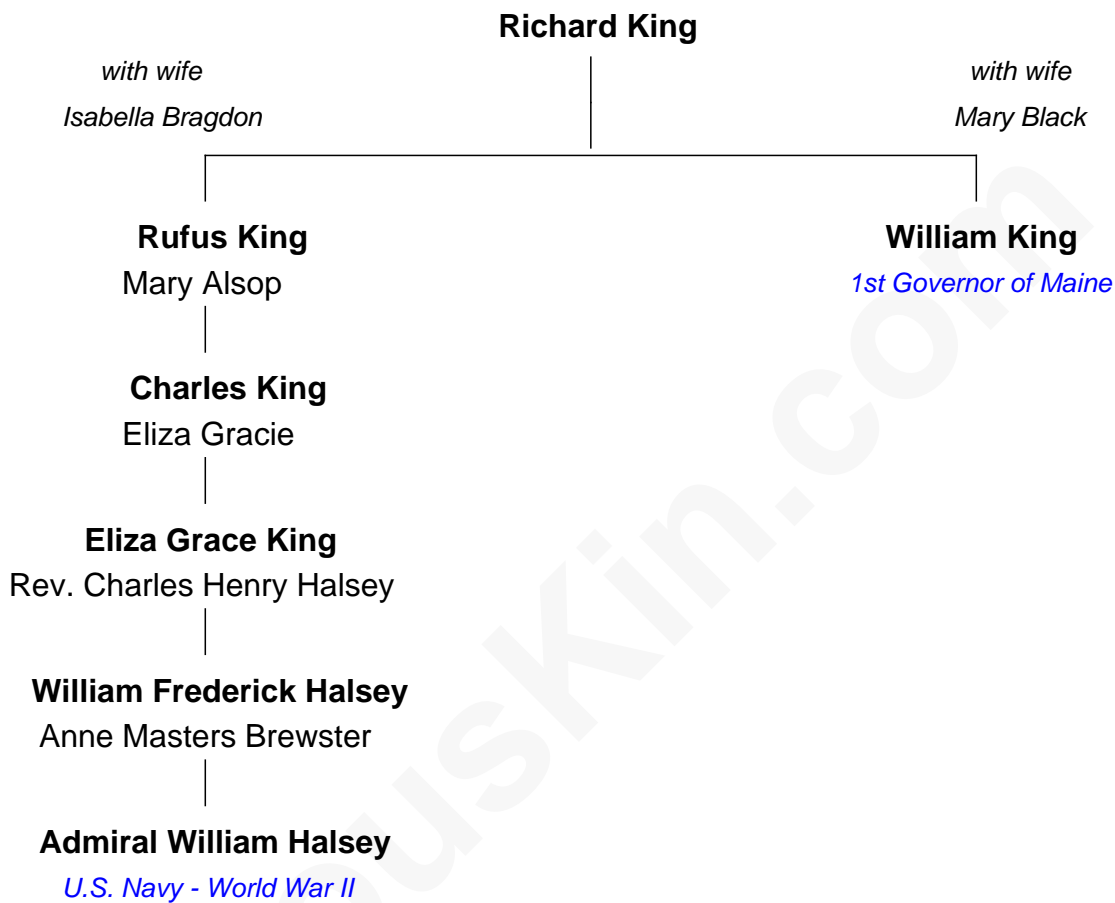 Richard King
with wife
Isabella Bragdon
with wife
Mary Black
Rufus King
Mary Alsop
William King
1st Governor of Maine
Charles King
Eliza Gracie
Eliza Grace King
Rev. Charles Henry Halsey
William Frederick Halsey
Anne Masters Brewster
Admiral William Halsey
U.S. Navy - World War II
ousKin.com